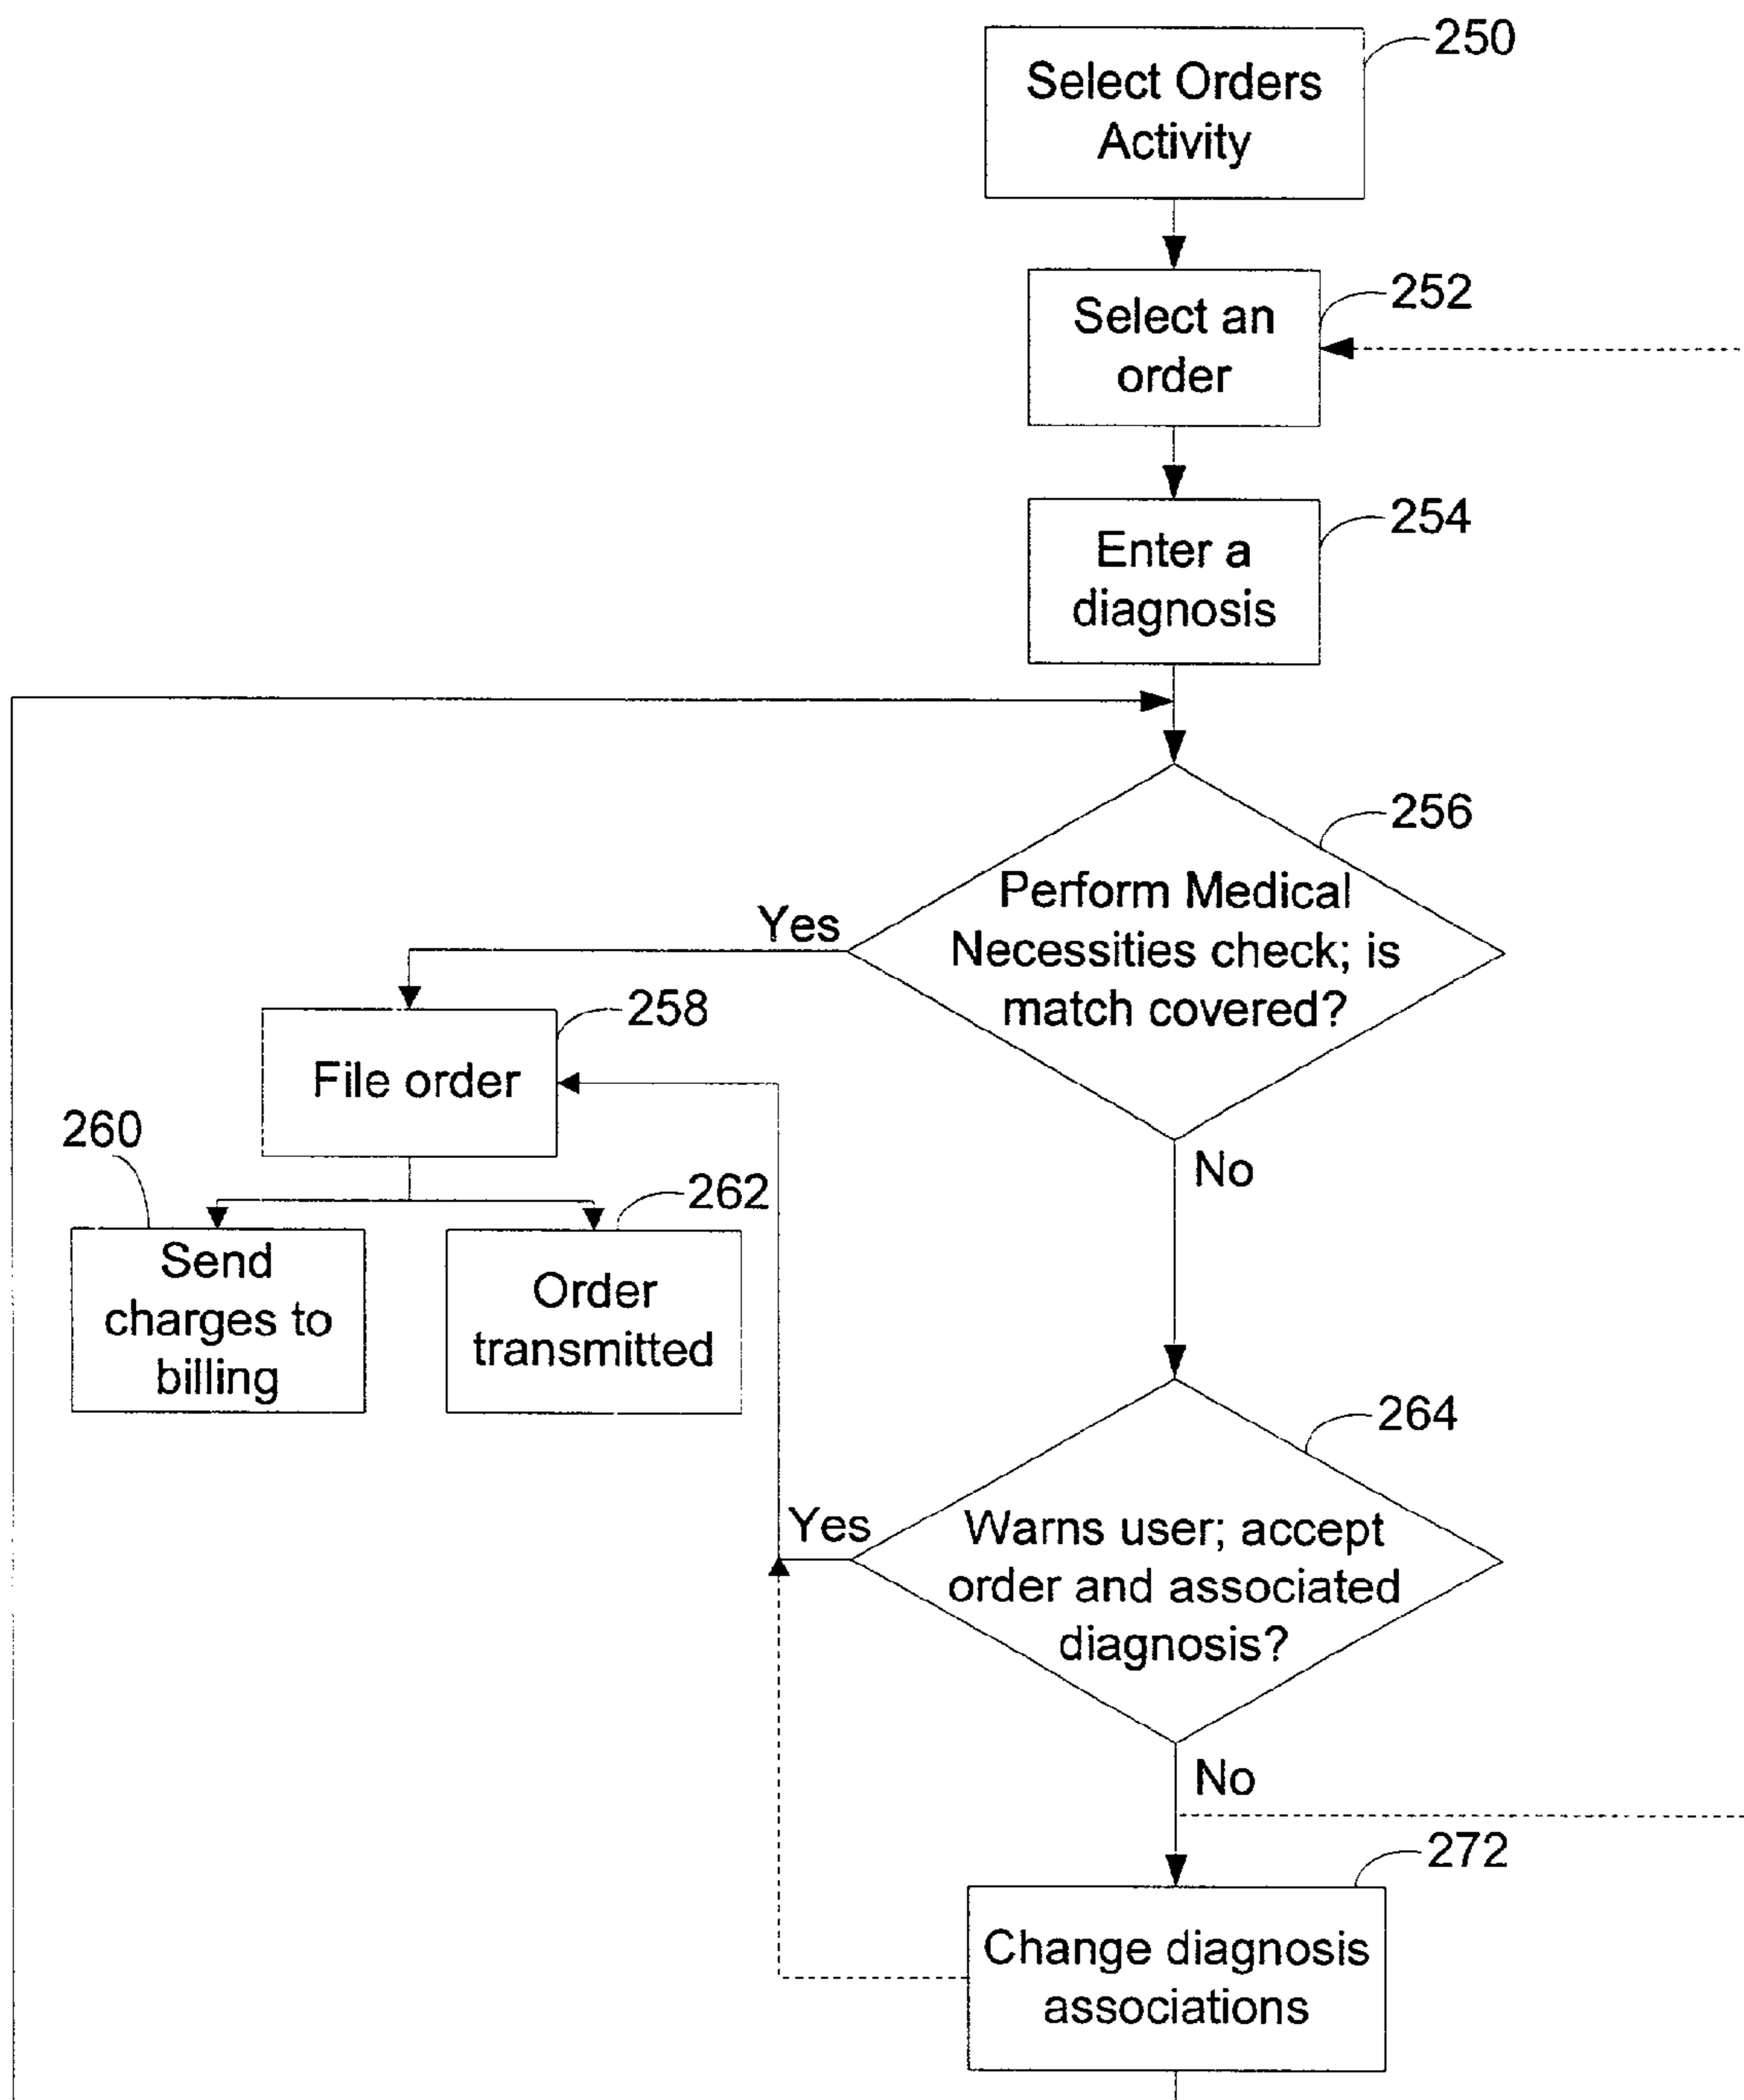 250
Select Orders
Activity
252
Select an
order
254
Enter a
diagnosis
256
Perform Medical
Necessities check; is
match covered?
Yes
No
258
File order
260
Send
charges to
billing
262
Order
transmitted
264
Warns user; accept
order and associated
diagnosis?
Yes
No
272
Change diagnosis
associations